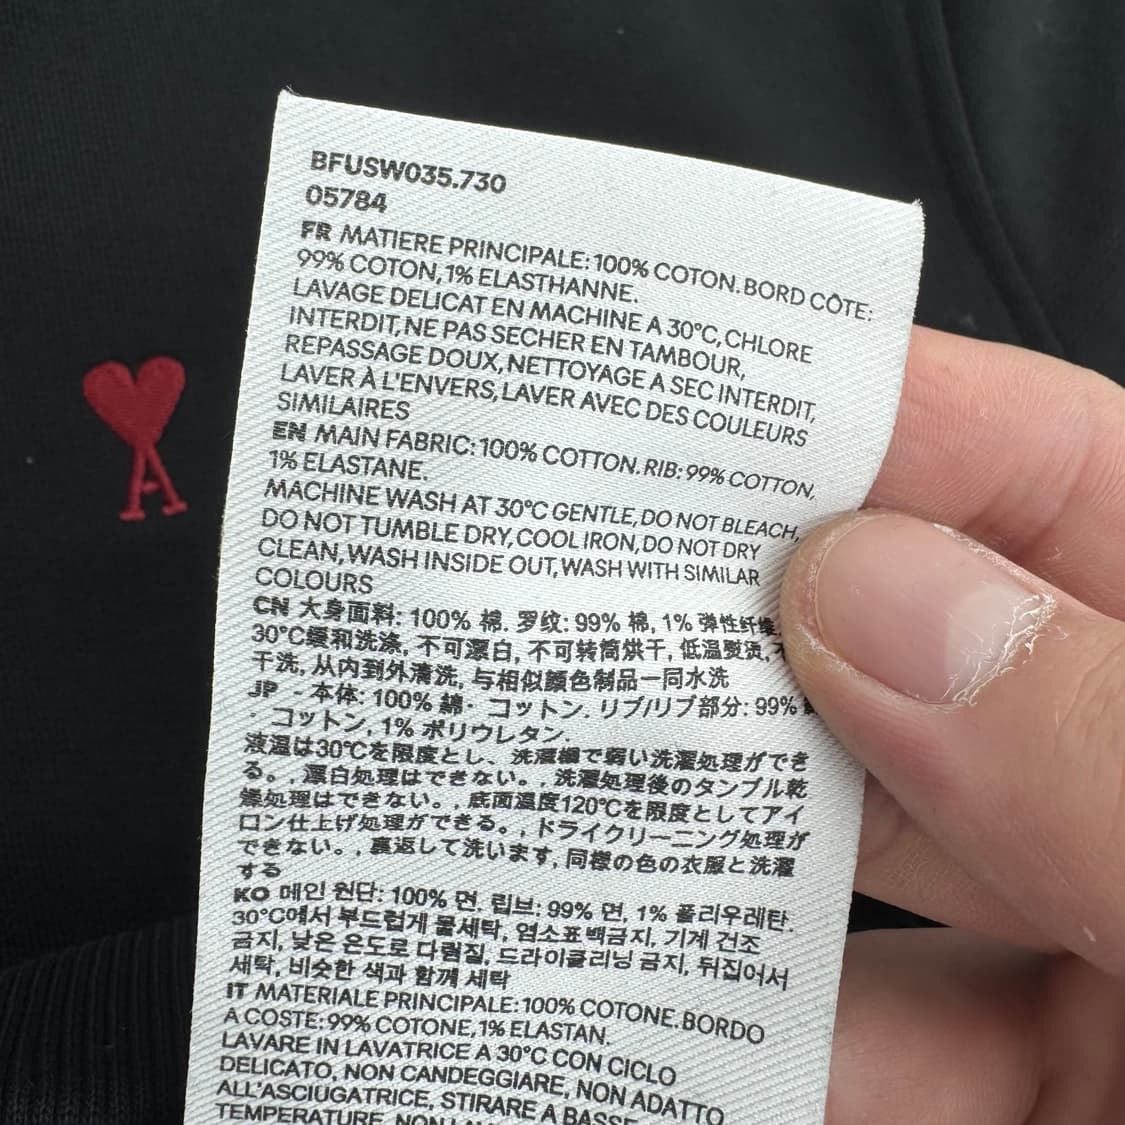 BFUSW035.730
05784
FR MATIERE PRINCIPALE: 100% COTON. BORD CÔTE:
99% COTON, 1% ELASTHANNE.
LAVAGE DELICAT EN MACHINE A 30°C, CHLORE
INTERDIT, NE PAS SECHER EN TAMBOUR,
REPASSAGE DOUX, NETTOYAGE A SEC INTERDIT,
LAVER À L'ENVERS, LAVER AVEC DES COULEURS
SIMILAIRES
EN MAIN FABRIC: 100% COTTON. RIB: 99% COTTON,
1% ELASTANE.
MACHINE WASH AT 30°C GENTLE, DO NOT BLEACH,
DO NOT TUMBLE DRY, COOL IRON, DO NOT DRY
CLEAN, WASH INSIDE OUT, WASH WITH SIMILAR
COLOURS
CN 大身面料: 100% 棉. 罗纹: 99% 棉, 1% 弹性纤维
30°C缓和洗涤, 不可漂白, 不可转筒烘干, 低温熨烫, 不
干洗, 从内到外清洗, 与相似颜色制品一同水洗
JP - 本体: 100% 綿・ コットン. リブ/リブ部分: 99%
・ コットン, 1% ポリウレタン.
液温は30℃を限度とし、洗濯機で弱い洗濯処理ができ
る。, 漂白処理はできない。, 洗濯処理後のタンブル乾
燥処理はできない。, 底面温度120℃を限度としてアイ
ロン仕上げ処理ができる。, ドライクリーニング処理が
できない。, 裏返して洗います, 同様の色の衣服と洗濯
する
KO 메인 원단: 100% 면. 립브: 99% 면, 1% 폴리우레탄.
30°C에서 부드럽게 물세탁, 염소표백금지, 기계 건조
금지, 낮은 온도로 다림질, 드라이클리닝 금지, 뒤집어서
세탁, 비슷한 색과 함께 세탁
IT MATERIALE PRINCIPALE: 100% COTONE. BORDO
A COSTE: 99% COTONE, 1% ELASTAN.
LAVARE IN LAVATRICE A 30°C CON CICLO
DELICATO, NON CANDEGGIARE, NON ADATTO
ALL'ASCIUGATRICE, STIRARE A BASSE
TEMPERATURE, NON